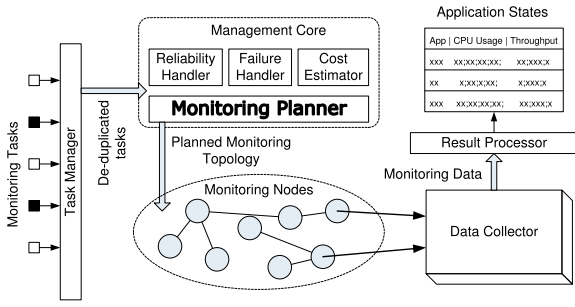 Application States
App | CPU Usage | Throughput
xxx xx;xx;xx;xx; xx;xxx;x
xx x;xx;xx;xx; xx;xxx;x
xxx xx;xx;xx;xx; xx;xxx;x
Management Core
Reliability
Handler
Failure
Handler
Cost
Estimator
Monitoring Planner
Monitoring Tasks
Task Manager
De-duplicated
tasks
Planned Monitoring
Topology
Monitoring Nodes
Result Processor
Monitoring Data
Data Collector